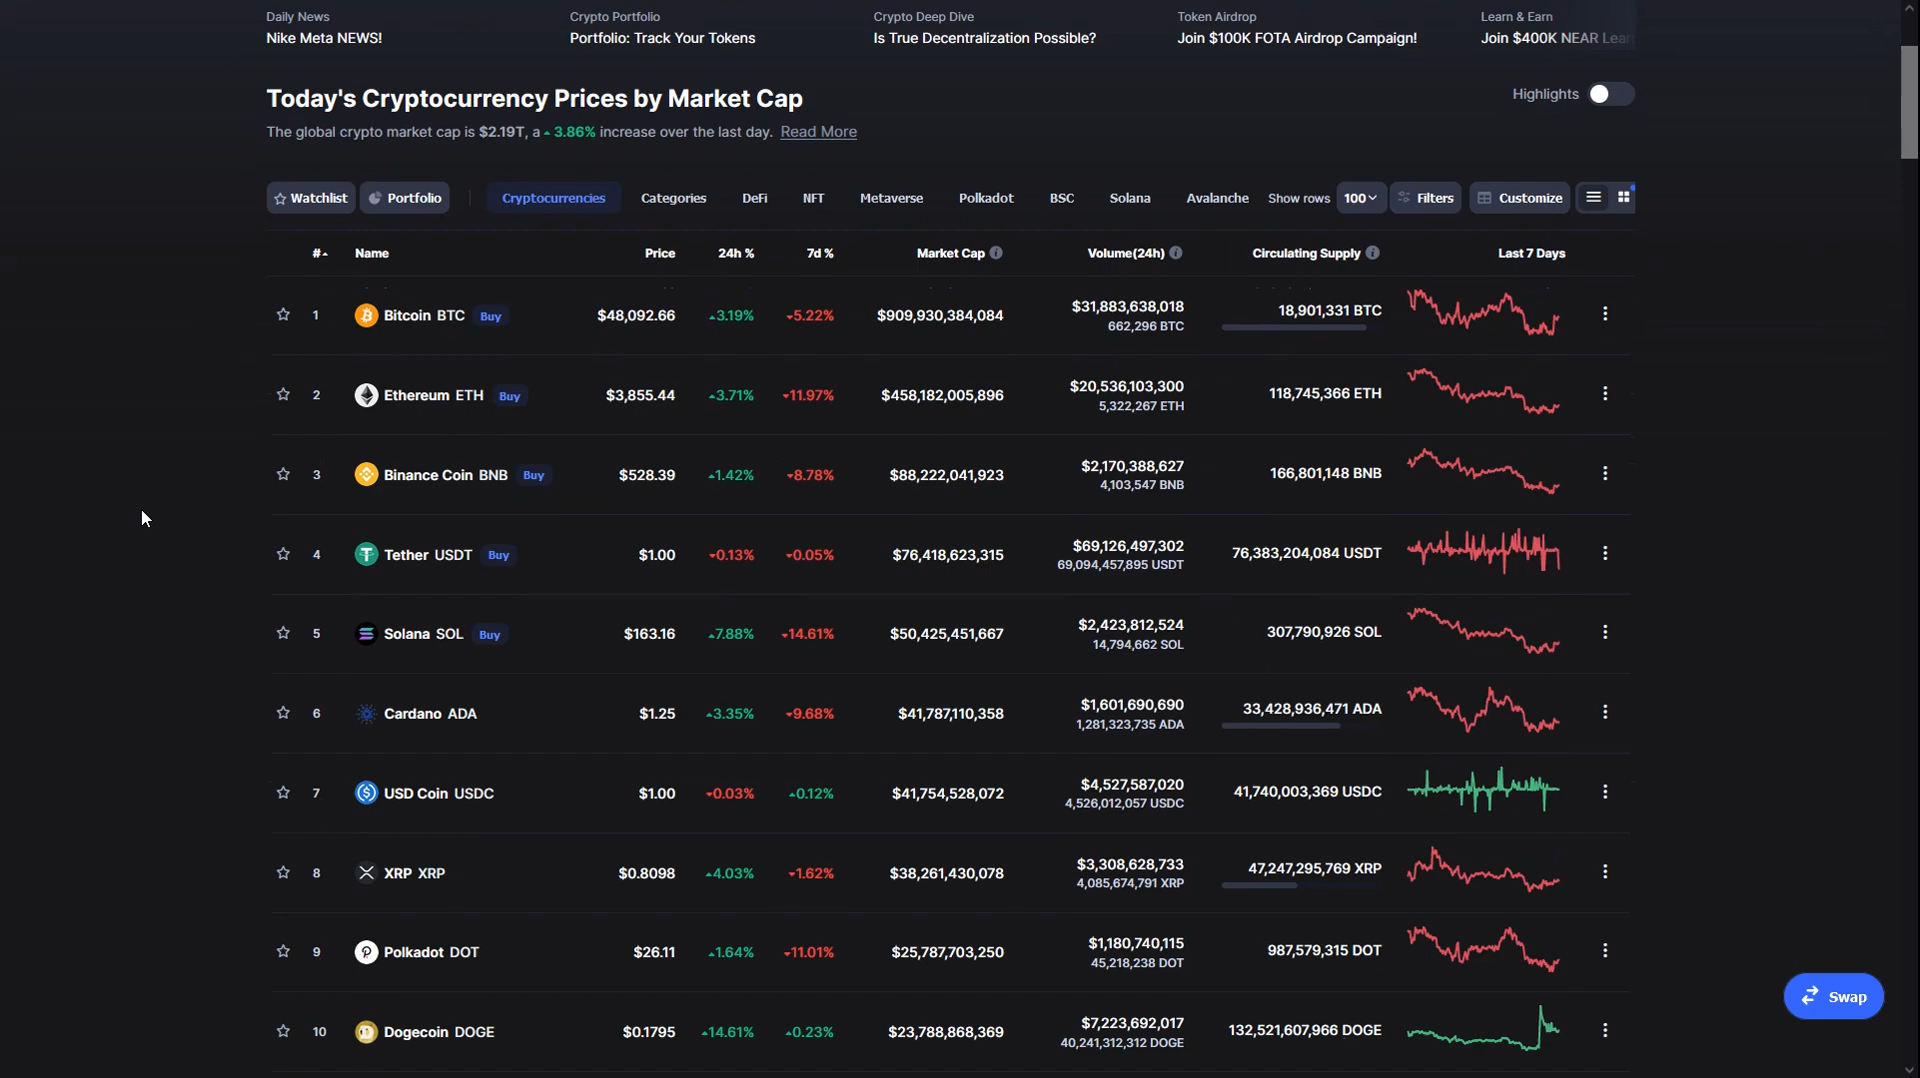 Daily News
Nike Meta NEWS!
Crypto Portfolio
Portfolio: Track Your Tokens
Crypto Deep Dive
Is True Decentralization Possible?
Token Airdrop
Join $100K FOTA Airdrop Campaign!
Learn & Earn
Join $400K NEAR Lear
Today's Cryptocurrency Prices by Market Cap
Highlights
The global crypto market cap is $2.19T, a 3.86% increase over the last day. Read More
Watchlist Portfolio Cryptocurrencies Categories DeFi NFT Metaverse Polkadot BSC Solana Avalanche Show rows 100 Filters Customize
# Name Price 24h % 7d % Market Cap Volume(24h) Circulating Supply Last 7 Days
1 Bitcoin BTC Buy $48,092.66 3.19% 5.22% $909,930,384,084 $31,883,638,018 18,901,331 BTC
662,296 BTC
2 Ethereum ETH Buy $3,855.44 3.71% 11.97% $458,182,005,896 $20,536,103,300 118,745,366 ETH
5,322,267 ETH
3 Binance Coin BNB Buy $528.39 1.42% 8.78% $88,222,041,923 $2,170,388,627 166,801,148 BNB
4,103,547 BNB
4 Tether USDT Buy $1.00 0.13% 0.05% $76,418,623,315 $69,126,497,302 76,383,204,084 USDT
69,094,457,895 USDT
5 Solana SOL Buy $163.16 7.88% 14.61% $50,425,451,667 $2,423,812,524 307,790,926 SOL
14,794,662 SOL
6 Cardano ADA $1.25 3.35% 9.68% $41,787,110,358 $1,601,690,690 33,428,936,471 ADA
1,281,323,735 ADA
7 USD Coin USDC $1.00 0.03% 0.12% $41,754,528,072 $4,527,587,020 41,740,003,369 USDC
4,526,012,057 USDC
8 XRP XRP $0.8098 4.03% 1.62% $38,261,430,078 $3,308,628,733 47,247,295,769 XRP
4,085,674,791 XRP
9 Polkadot DOT $26.11 1.64% 11.01% $25,787,703,250 $1,180,740,115 987,579,315 DOT
45,218,238 DOT
Swap
10 Dogecoin DOGE $0.1795 14.61% 0.23% $23,788,868,369 $7,223,692,017 132,521,607,966 DOGE
40,241,312,312 DOGE